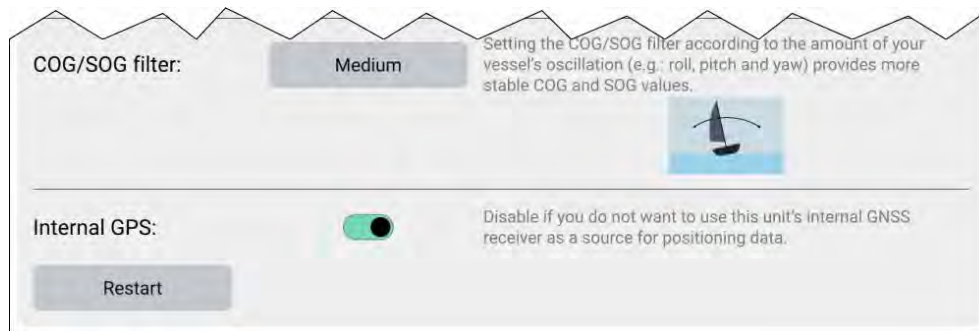 COG/SOG filter:
Medium
Setting the COG/SOG filter according to the amount of your
vessel's oscillation (e.g.: roll, pitch and yaw) provides more
stable COG and SOG values.
Internal GPS:
Disable if you do not want to use this unit's internal GNSS
receiver as a source for positioning data.
Restart